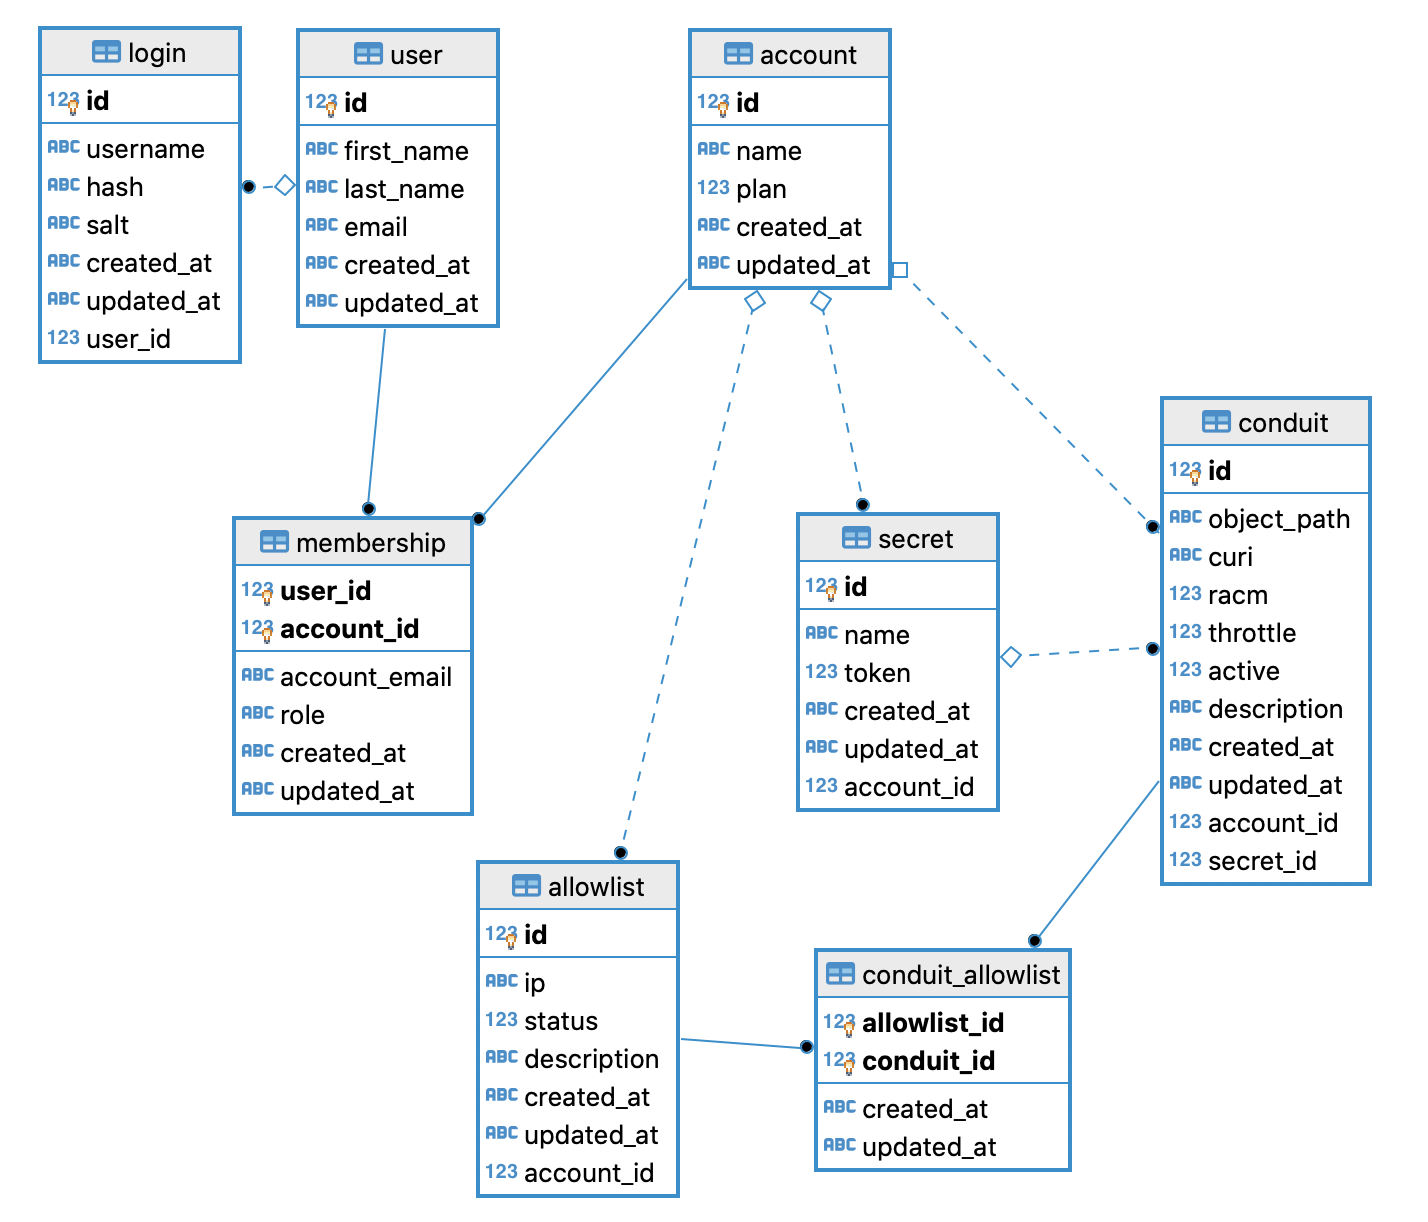 login
123 id
ABC username
ABC hash
ABC salt
ABC created_at
ABC updated_at
123 user_id
user
123 id
ABC first_name
ABC last_name
ABC email
ABC created_at
ABC updated_at
account
123 id
ABC name
123 plan
ABC created_at
ABC updated_at
membership
123 user_id
123 account_id
ABC account_email
ABC role
ABC created_at
ABC updated_at
secret
123 id
ABC name
123 token
ABC created_at
ABC updated_at
123 account_id
conduit
123 id
ABC object_path
ABC curi
123 racm
123 throttle
123 active
ABC description
ABC created_at
ABC updated_at
123 account_id
123 secret_id
allowlist
123 id
ABC ip
123 status
ABC description
ABC created_at
ABC updated_at
123 account_id
conduit_allowlist
123 allowlist_id
123 conduit_id
ABC created_at
ABC updated_at